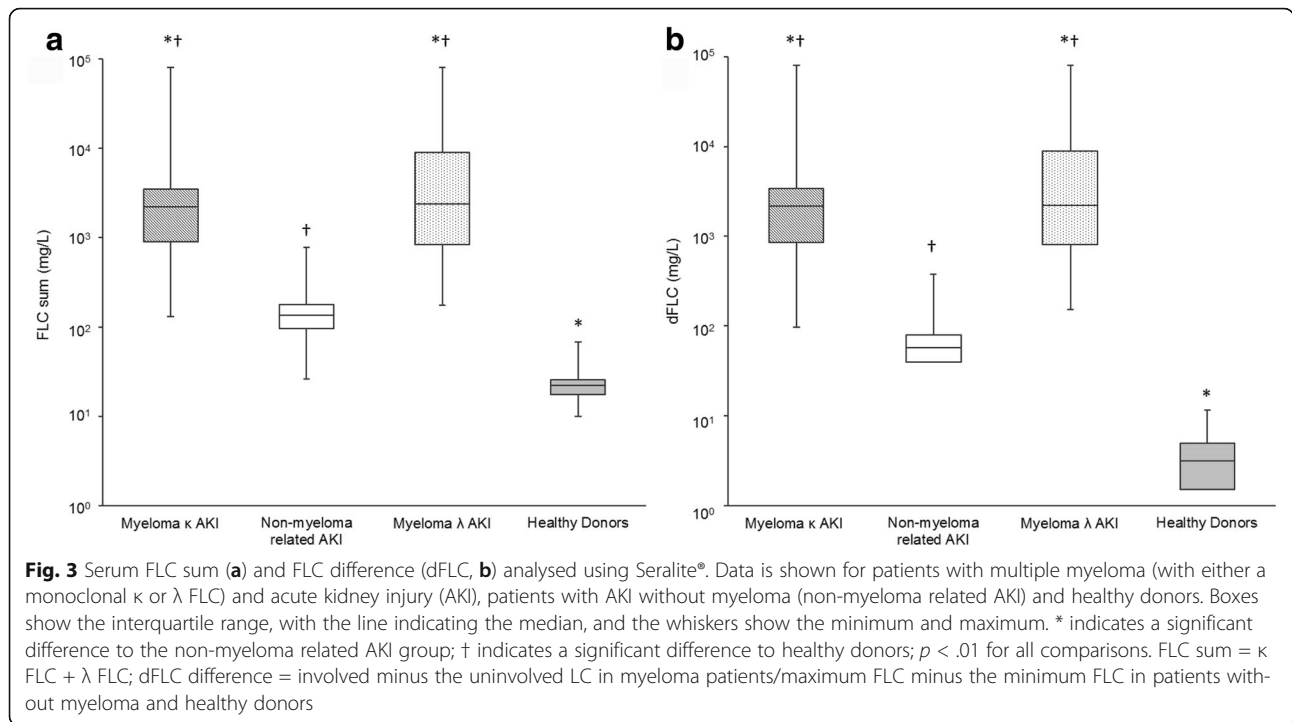 a
b
*†
*†
*†
*†
10⁵
10⁴
10³
10²
10¹
10⁰
FLC sum (mg/L)
†
*
Myeloma κ AKI
Non-myeloma
related AKI
Myeloma λ AKI
Healthy Donors
10⁵
10⁴
10³
10²
10¹
10⁰
dFLC (mg/L)
†
*
Myeloma κ AKI
Non-myeloma
related AKI
Myeloma λ AKI
Healthy Donors
Fig. 3 Serum FLC sum (a) and FLC difference (dFLC, b) analysed using Seralite®. Data is shown for patients with multiple myeloma (with either a
monoclonal κ or λ FLC) and acute kidney injury (AKI), patients with AKI without myeloma (non-myeloma related AKI) and healthy donors. Boxes
show the interquartile range, with the line indicating the median, and the whiskers show the minimum and maximum. * indicates a significant
difference to the non-myeloma related AKI group; † indicates a significant difference to healthy donors; p < .01 for all comparisons. FLC sum = κ
FLC + λ FLC; dFLC difference = involved minus the uninvolved LC in myeloma patients/maximum FLC minus the minimum FLC in patients with-
out myeloma and healthy donors